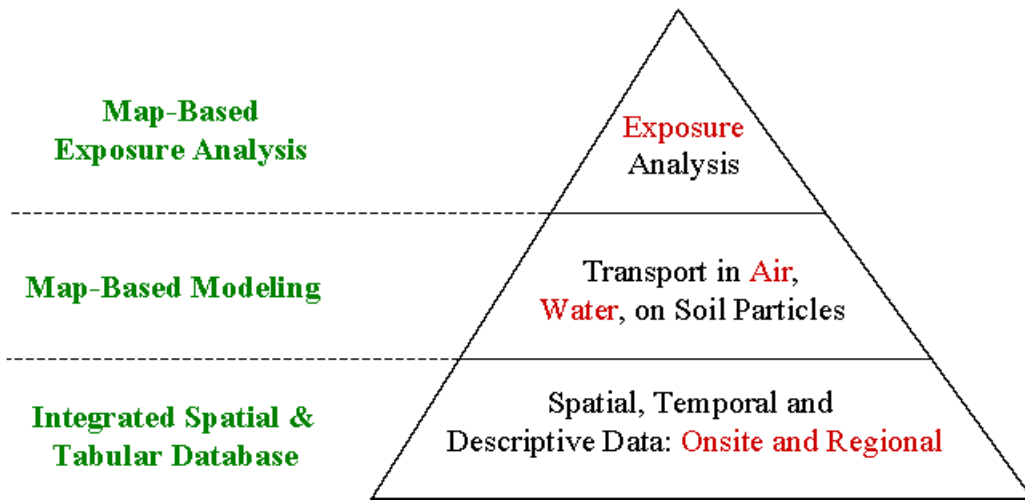 Map-Based
Exposure Analysis
Exposure
Analysis
Map-Based Modeling
Transport in Air,
Water, on Soil Particles
Integrated Spatial &
Tabular Database
Spatial, Temporal and
Descriptive Data: Onsite and Regional